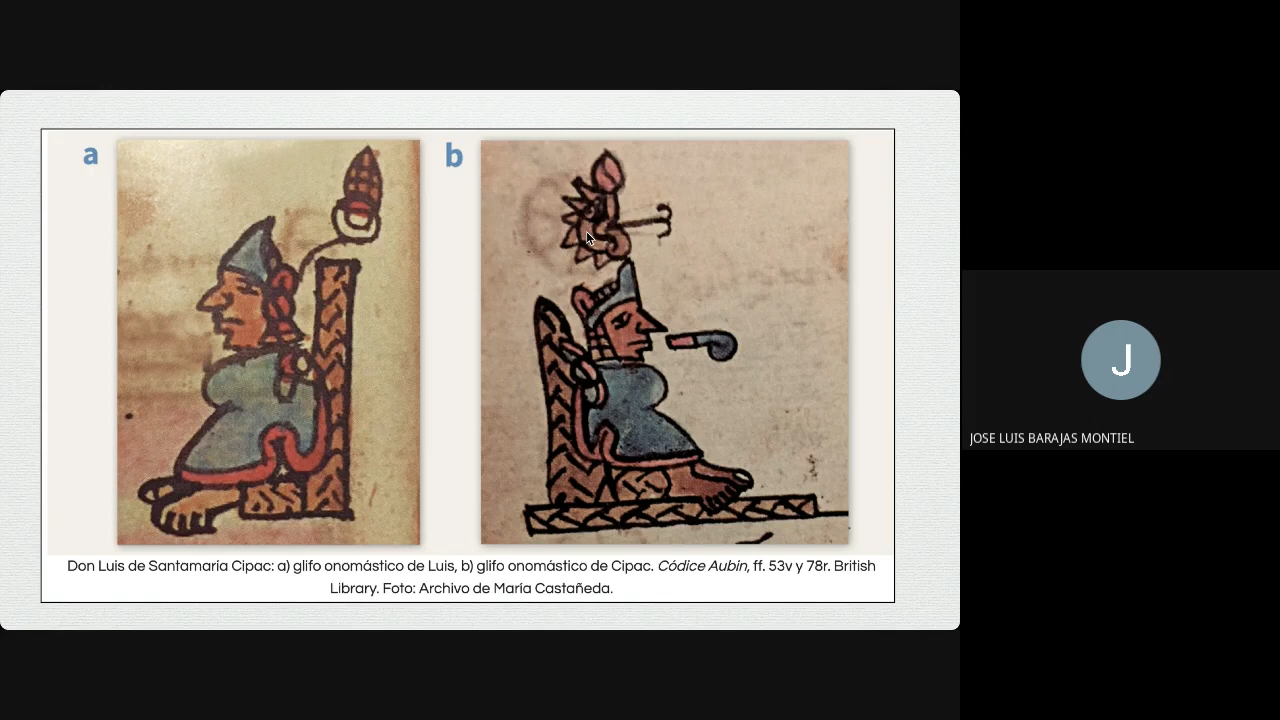 a
b
Don Luis de Santamaría Cipac: a) glifo onomástico de Luis, b) glifo onomástico de Cipac. Códice Aubin, ff. 53v y 78r. British
Library. Foto: Archivo de María Castañeda.
J
JOSE LUIS BARAJAS MONTIEL